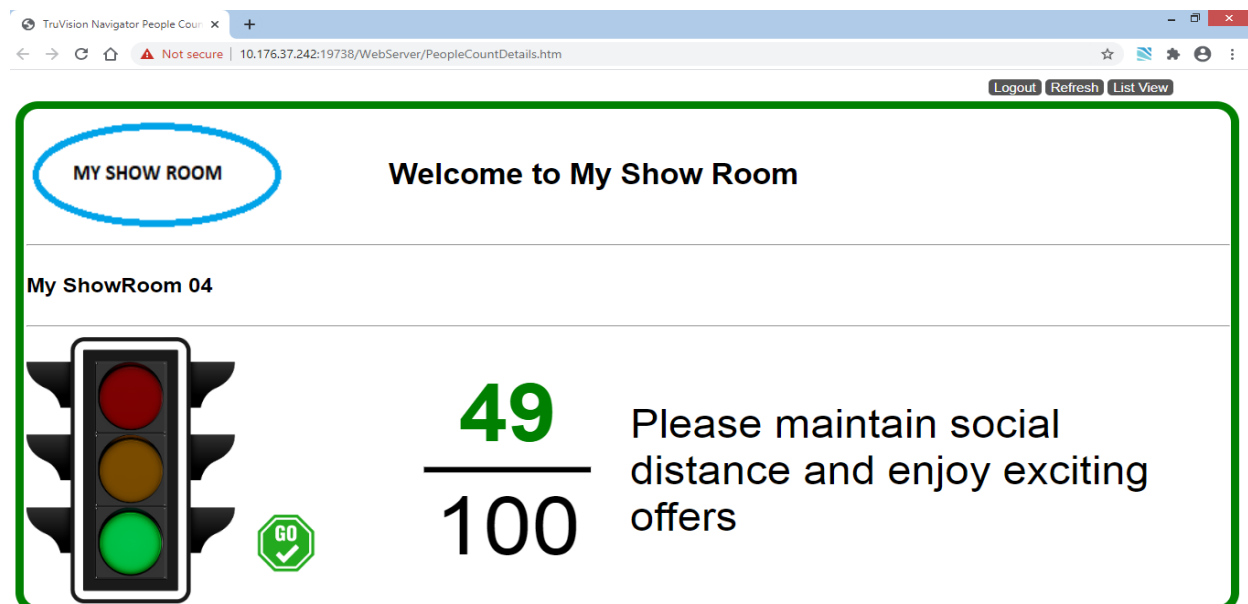 TruVision Navigator People Coun
Not secure | 10.176.37.242:19738/WebServer/PeopleCountDetails.htm
Logout Refresh List View
MY SHOW ROOM
Welcome to My Show Room
My ShowRoom 04
49
100
GO
Please maintain social
distance and enjoy exciting
offers